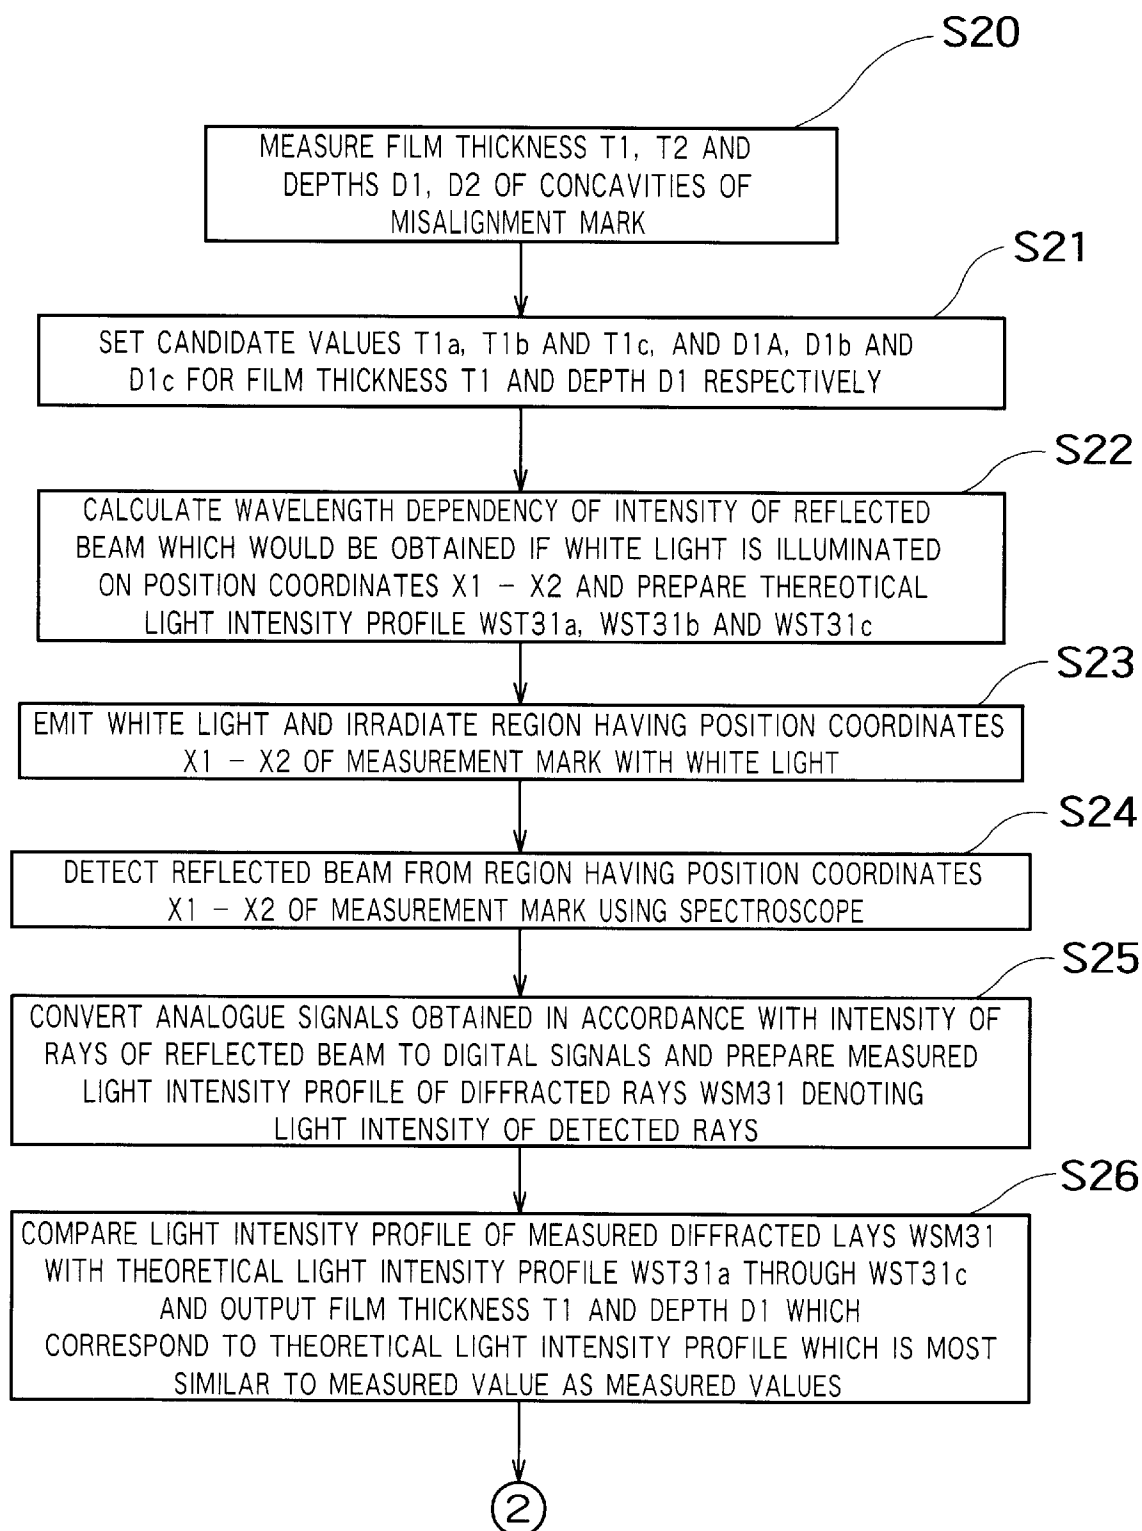 S20
MEASURE FILM THICKNESS T1, T2 AND
DEPTHS D1, D2 OF CONCAVITIES OF
MISALIGNMENT MARK
S21
SET CANDIDATE VALUES T1a, T1b AND T1c, AND D1A, D1b AND
D1c FOR FILM THICKNESS T1 AND DEPTH D1 RESPECTIVELY
S22
CALCULATE WAVELENGTH DEPENDENCY OF INTENSITY OF REFLECTED
BEAM WHICH WOULD BE OBTAINED IF WHITE LIGHT IS ILLUMINATED
ON POSITION COORDINATES X1 – X2 AND PREPARE THEREOTICAL
LIGHT INTENSITY PROFILE WST31a, WST31b AND WST31c
S23
EMIT WHITE LIGHT AND IRRADIATE REGION HAVING POSITION COORDINATES
X1 – X2 OF MEASUREMENT MARK WITH WHITE LIGHT
S24
DETECT REFLECTED BEAM FROM REGION HAVING POSITION COORDINATES
X1 – X2 OF MEASUREMENT MARK USING SPECTROSCOPE
S25
CONVERT ANALOGUE SIGNALS OBTAINED IN ACCORDANCE WITH INTENSITY OF
RAYS OF REFLECTED BEAM TO DIGITAL SIGNALS AND PREPARE MEASURED
LIGHT INTENSITY PROFILE OF DIFFRACTED RAYS WSM31 DENOTING
LIGHT INTENSITY OF DETECTED RAYS
S26
COMPARE LIGHT INTENSITY PROFILE OF MEASURED DIFFRACTED LAYS WSM31
WITH THEORETICAL LIGHT INTENSITY PROFILE WST31a THROUGH WST31c
AND OUTPUT FILM THICKNESS T1 AND DEPTH D1 WHICH
CORRESPOND TO THEORETICAL LIGHT INTENSITY PROFILE WHICH IS MOST
SIMILAR TO MEASURED VALUE AS MEASURED VALUES
2